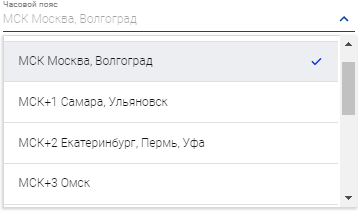 Часовой пояс
МСК Москва, Волгоград
МСК Москва, Волгоград
МСК+1 Самара, Ульяновск
МСК+2 Екатеринбург, Пермь, Уфа
МСК+3 Омск